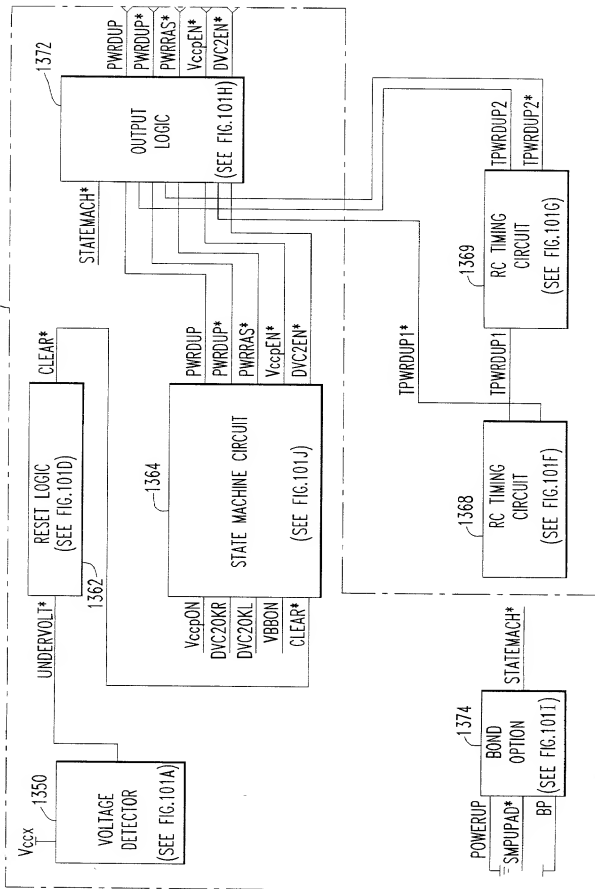 1350
Vccx
VOLTAGE
DETECTOR
(SEE FIG.101A)
UNDERVOLT*
RESET LOGIC
(SEE FIG.101D)
1362
CLEAR*
STATEMACH*
1372
OUTPUT
LOGIC
(SEE FIG.101H)
PWRDUP
PWRDUP*
PWRRAS*
VccpEN*
DVC2EN*
VccpON
DVC2OKR
DVC2OKL
VBBON
CLEAR*
1364
STATE MACHINE CIRCUIT
(SEE FIG.101J)
PWRDUP
PWRDUP*
PWRRAS*
VccpEN*
DVC2EN*
1374
POWERUP
SMPUPAD*
BP
BOND
OPTION
(SEE FIG.101I)
STATEMACH*
1368
RC TIMING
CIRCUIT
(SEE FIG.101F)
TPWRDUP1*
TPWRDUP1
1369
RC TIMING
CIRCUIT
(SEE FIG.101G)
TPWRDUP2
TPWRDUP2*